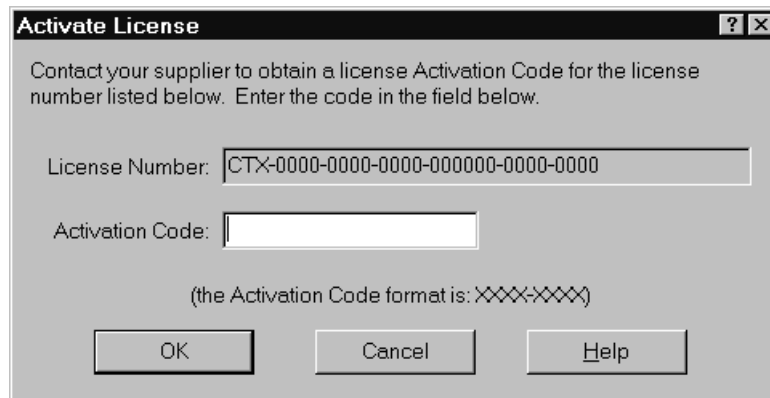 Activate License
Contact your supplier to obtain a license Activation Code for the license
number listed below. Enter the code in the field below.
License Number: CTX-0000-0000-0000-000000-0000-0000
Activation Code:
(the Activation Code format is: XXXX-XXXX)
OK Cancel Help